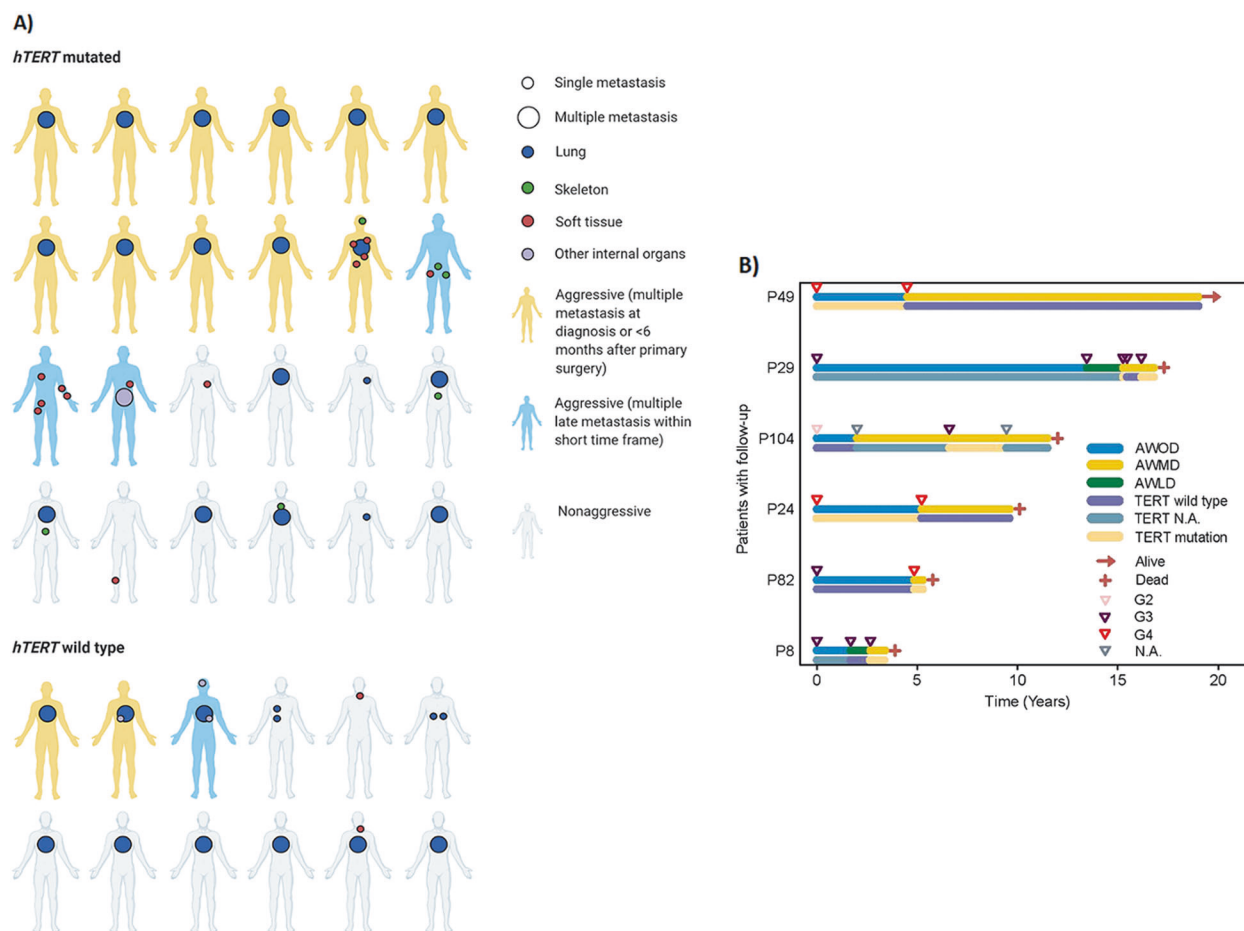 A)
hTERT mutated
Single metastasis
Multiple metastasis
Lung
Skeleton
Soft tissue
Other internal organs
Aggressive (multiple
metastasis at
diagnosis or <6
months after primary
surgery)
Aggressive (multiple
late metastasis within
short time frame)
Nonaggressive
hTERT wild type
B)
Patients with follow-up
P49
P29
P104
P24
P82
P8
AWOD
AWMD
AWLD
TERT wild type
TERT N.A.
TERT mutation
Alive
Dead
G2
G3
G4
N.A.
0
5
10
15
20
Time (Years)